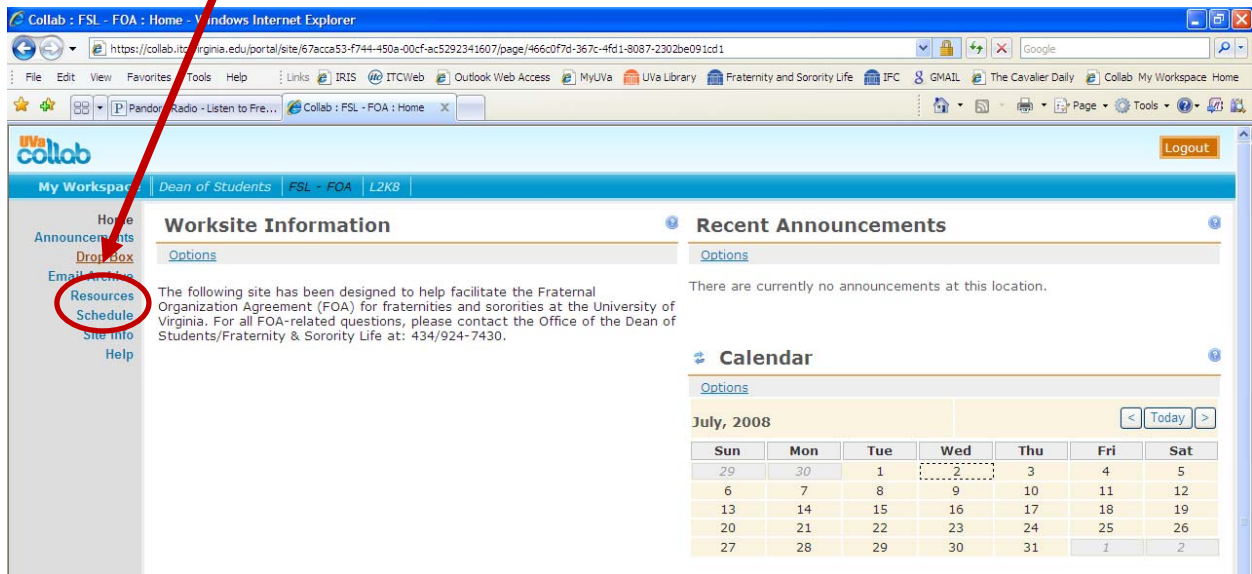 Collab : FSL - FOA : Home - Windows Internet Explorer
https://collab.itc.virginia.edu/portal/site/67acca53-f744-450a-00cf-ac5292341607/page/466c0f7d-367c-4fd1-8087-2302be091cd1
Google
File Edit View Favorites Tools Help Links IRIS ITCWeb Outlook Web Access MyUVa UVa Library Fraternity and Sorority Life IFC GMAIL The Cavalier Daily Collab My Workspace Home
Pandora Radio - Listen to Fre... Collab : FSL - FOA : Home Page Tools
UVa collab
Logout
My Workspace Dean of Students FSL - FOA L2K8
Home
Announcements
Drop Box
Email Archive
Resources
Schedule
Site Info
Help
Worksite Information
Options
The following site has been designed to help facilitate the Fraternal
Organization Agreement (FOA) for fraternities and sororities at the University of
Virginia. For all FOA-related questions, please contact the Office of the Dean of
Students/Fraternity & Sorority Life at: 434/924-7430.
Recent Announcements
Options
There are currently no announcements at this location.
Calendar
Options
July, 2008 < Today >
Sun Mon Tue Wed Thu Fri Sat
29 30 1 2 3 4 5
6 7 8 9 10 11 12
13 14 15 16 17 18 19
20 21 22 23 24 25 26
27 28 29 30 31 1 2